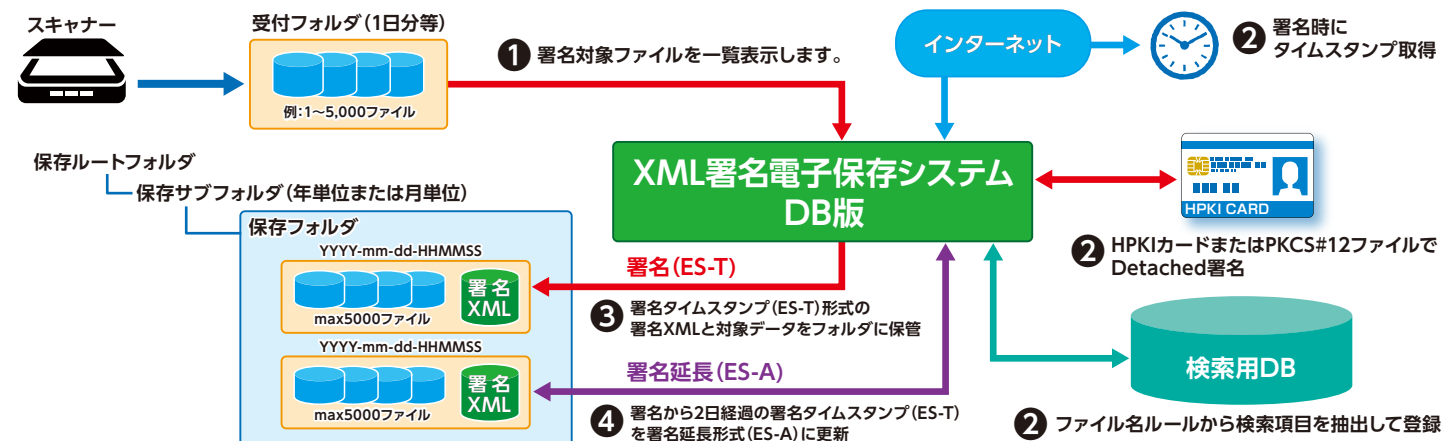 スキャナー
受付フォルダ(1日分等)
例:1~5,000ファイル
❶ 署名対象ファイルを一覧表示します。
インターネット
❷ 署名時に
タイムスタンプ取得
保存ルートフォルダ
保存サブフォルダ(年単位または月単位)
保存フォルダ
YYYY-mm-dd-HHMMSS
署名
XML
max5000ファイル
YYYY-mm-dd-HHMMSS
署名
XML
max5000ファイル
XML署名電子保存システム
DB版
HPKI CARD
❷ HPKIカードまたはPKCS#12ファイルで
Detached署名
署名(ES-T)
❸ 署名タイムスタンプ(ES-T)形式の
署名XMLと対象データをフォルダに保管
署名延長(ES-A)
❹ 署名から2日経過の署名タイムスタンプ(ES-T)
を署名延長形式(ES-A)に更新
検索用DB
❷ ファイル名ルールから検索項目を抽出して登録